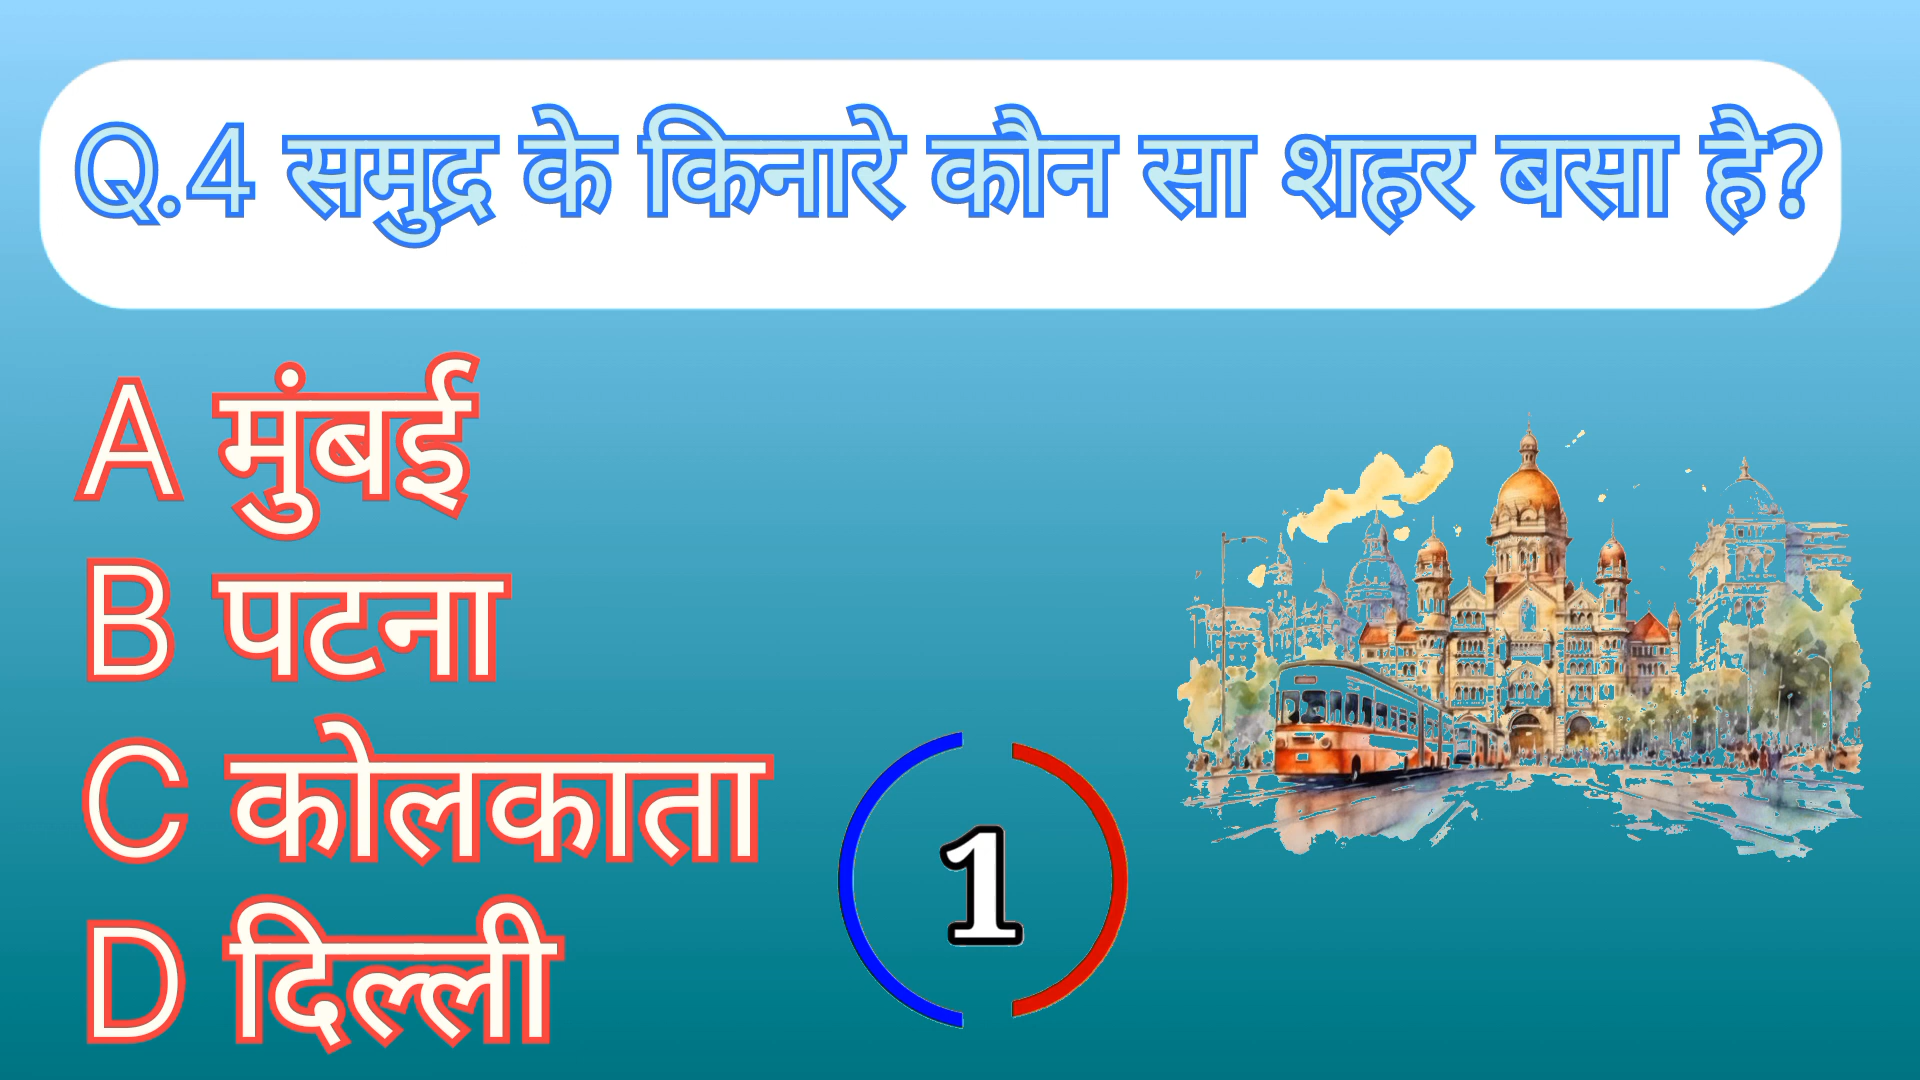 Q.4 समुद्र के किनारे कौन सा शहर बसा है?
A मुंबई
B पटना
C कोलकाता
D दिल्ली
1